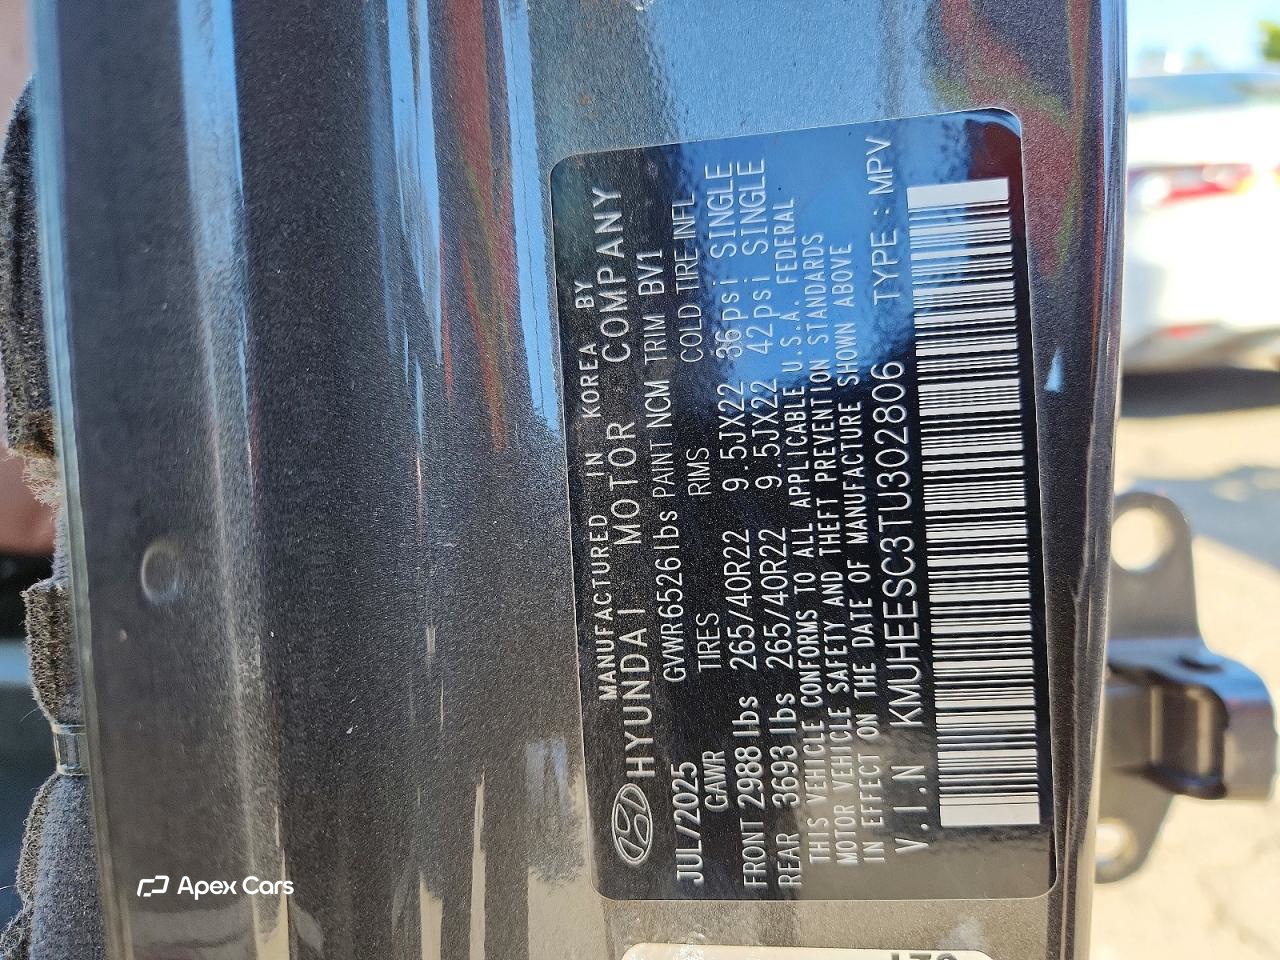 MANUFACTURED IN KOREA BY
HYUNDAI MOTOR COMPANY
JUL/2025 GVWR6526lbs PAINT NCM TRIM BV1
GAWR TIRES RIMS COLD TIRE INFL
FRONT 2988 lbs 265/40R22 9.5JX22 36psi SINGLE
REAR 3693 lbs 265/40R22 9.5JX22 42psi SINGLE
THIS VEHICLE CONFORMS TO ALL APPLICABLE U.S.A. FEDERAL
MOTOR VEHICLE SAFETY AND THEFT PREVENTION STANDARDS
IN EFFECT ON THE DATE OF MANUFACTURE SHOWN ABOVE
V.I.N KMUHEESC3TU302806 TYPE: MPV
Apex Cars